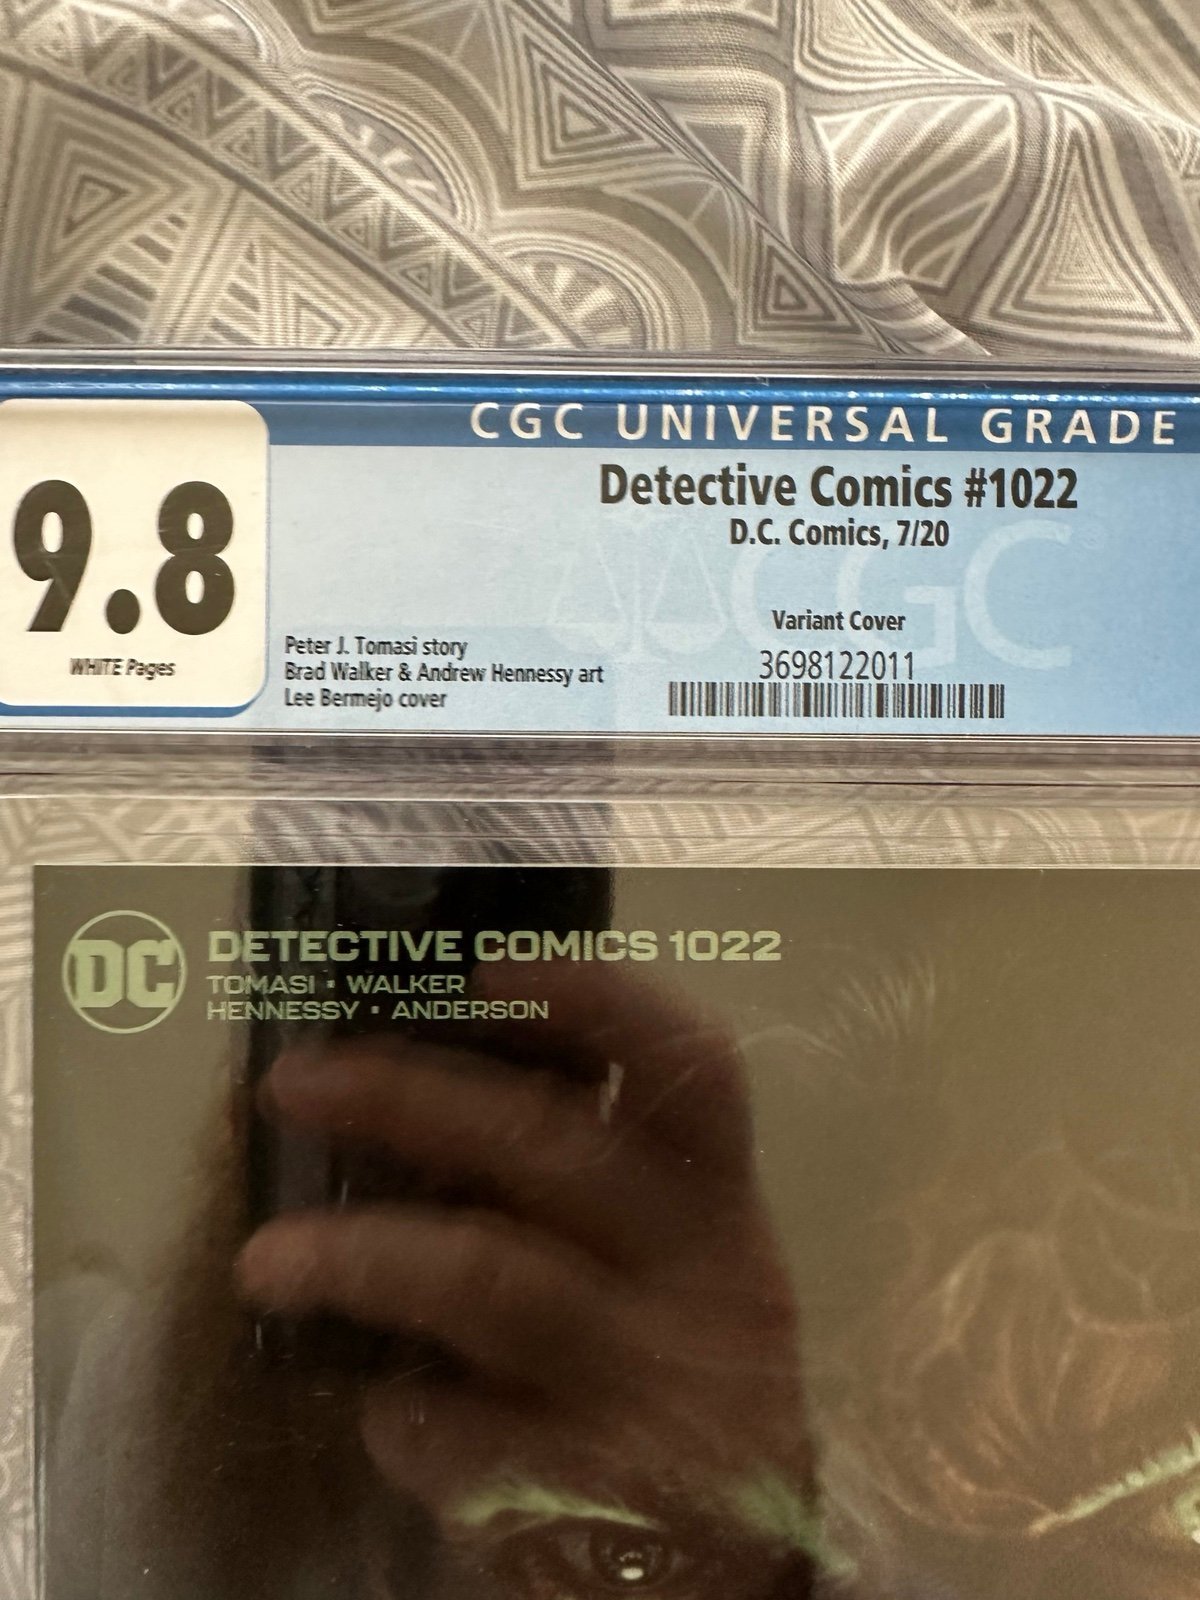 CGC UNIVERSAL GRADE
9.8
WHITE Pages
Detective Comics #1022
D.C. Comics, 7/20
Variant Cover
3698122011
Peter J. Tomasi story
Brad Walker & Andrew Hennessy art
Lee Bermejo cover
CGC
DC
DETECTIVE COMICS 1022
TOMASI • WALKER
HENNESSY • ANDERSON